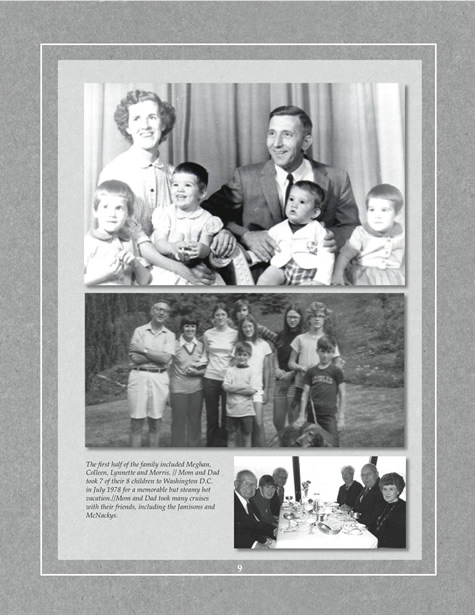 The first half of the family included Meghan,
Colleen, Lynnette and Morris. // Mom and Dad
took 7 of their 8 children to Washington D.C.
in July 1978 for a memorable but steamy hot
vacation.//Mom and Dad took many cruises
with their friends, including the Jamisons and
McNackys.
9